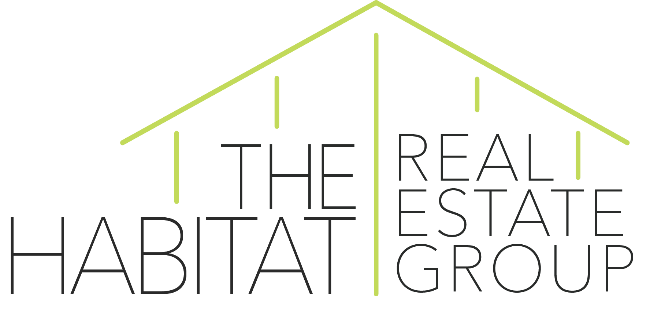 THE
HABITAT
REAL
ESTATE
GROUP